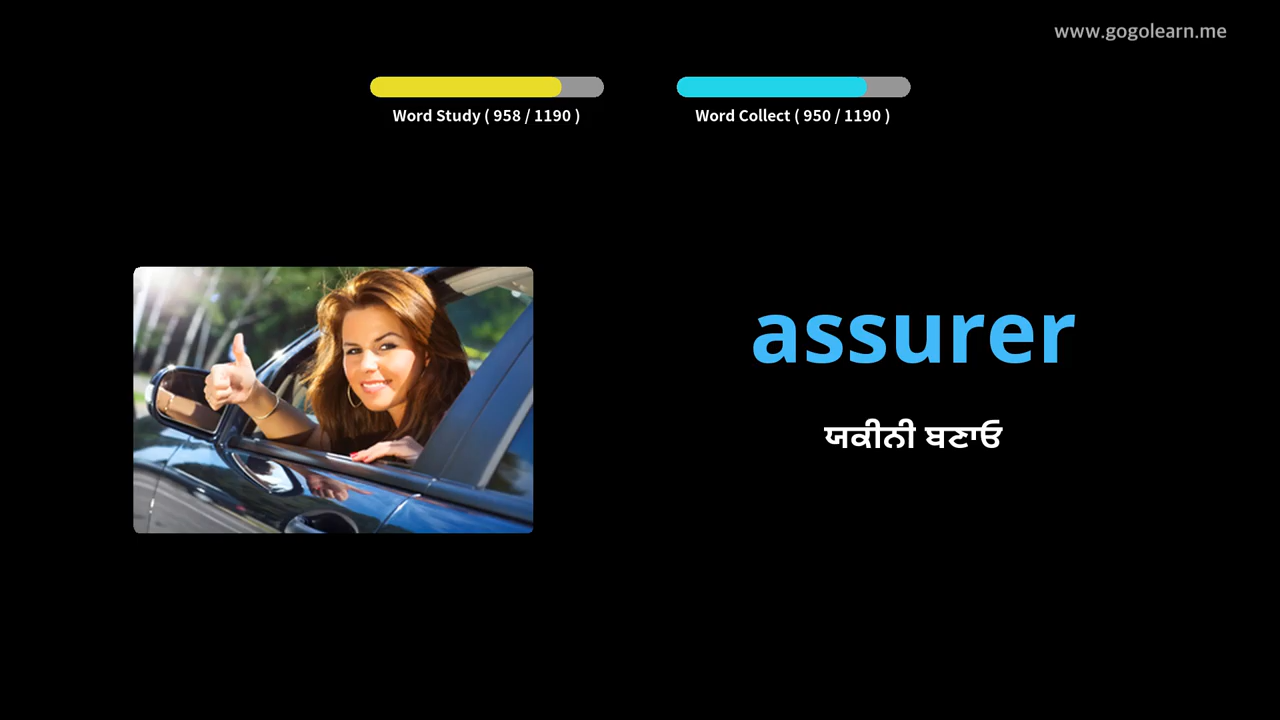 www.gogolearn.me
Word Study ( 958 / 1190 )
Word Collect ( 950 / 1190 )
assurer
ਯਕੀਨੀ ਬਣਾਓ